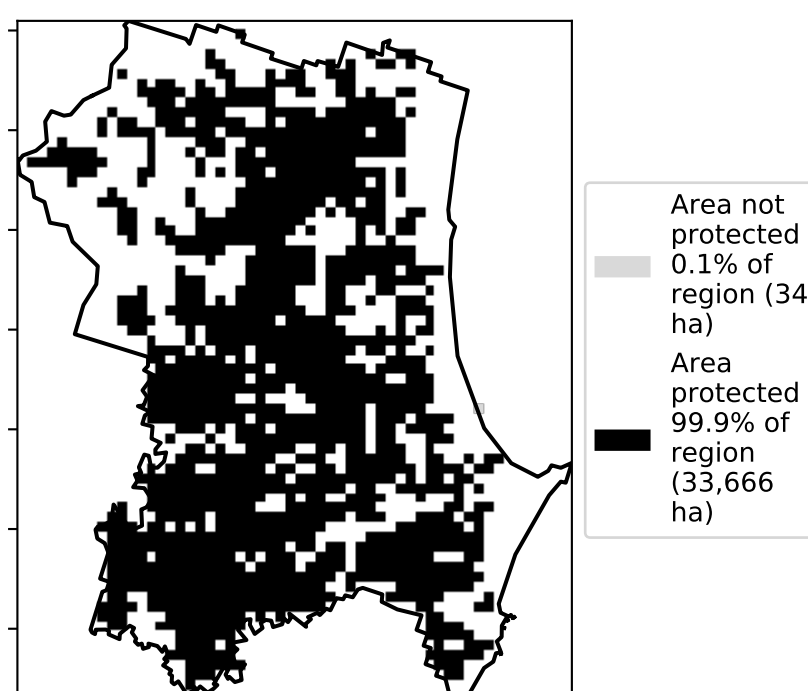 Area not
protected
0.1% of
region (34
ha)
Area
protected
99.9% of
region
(33,666
ha)